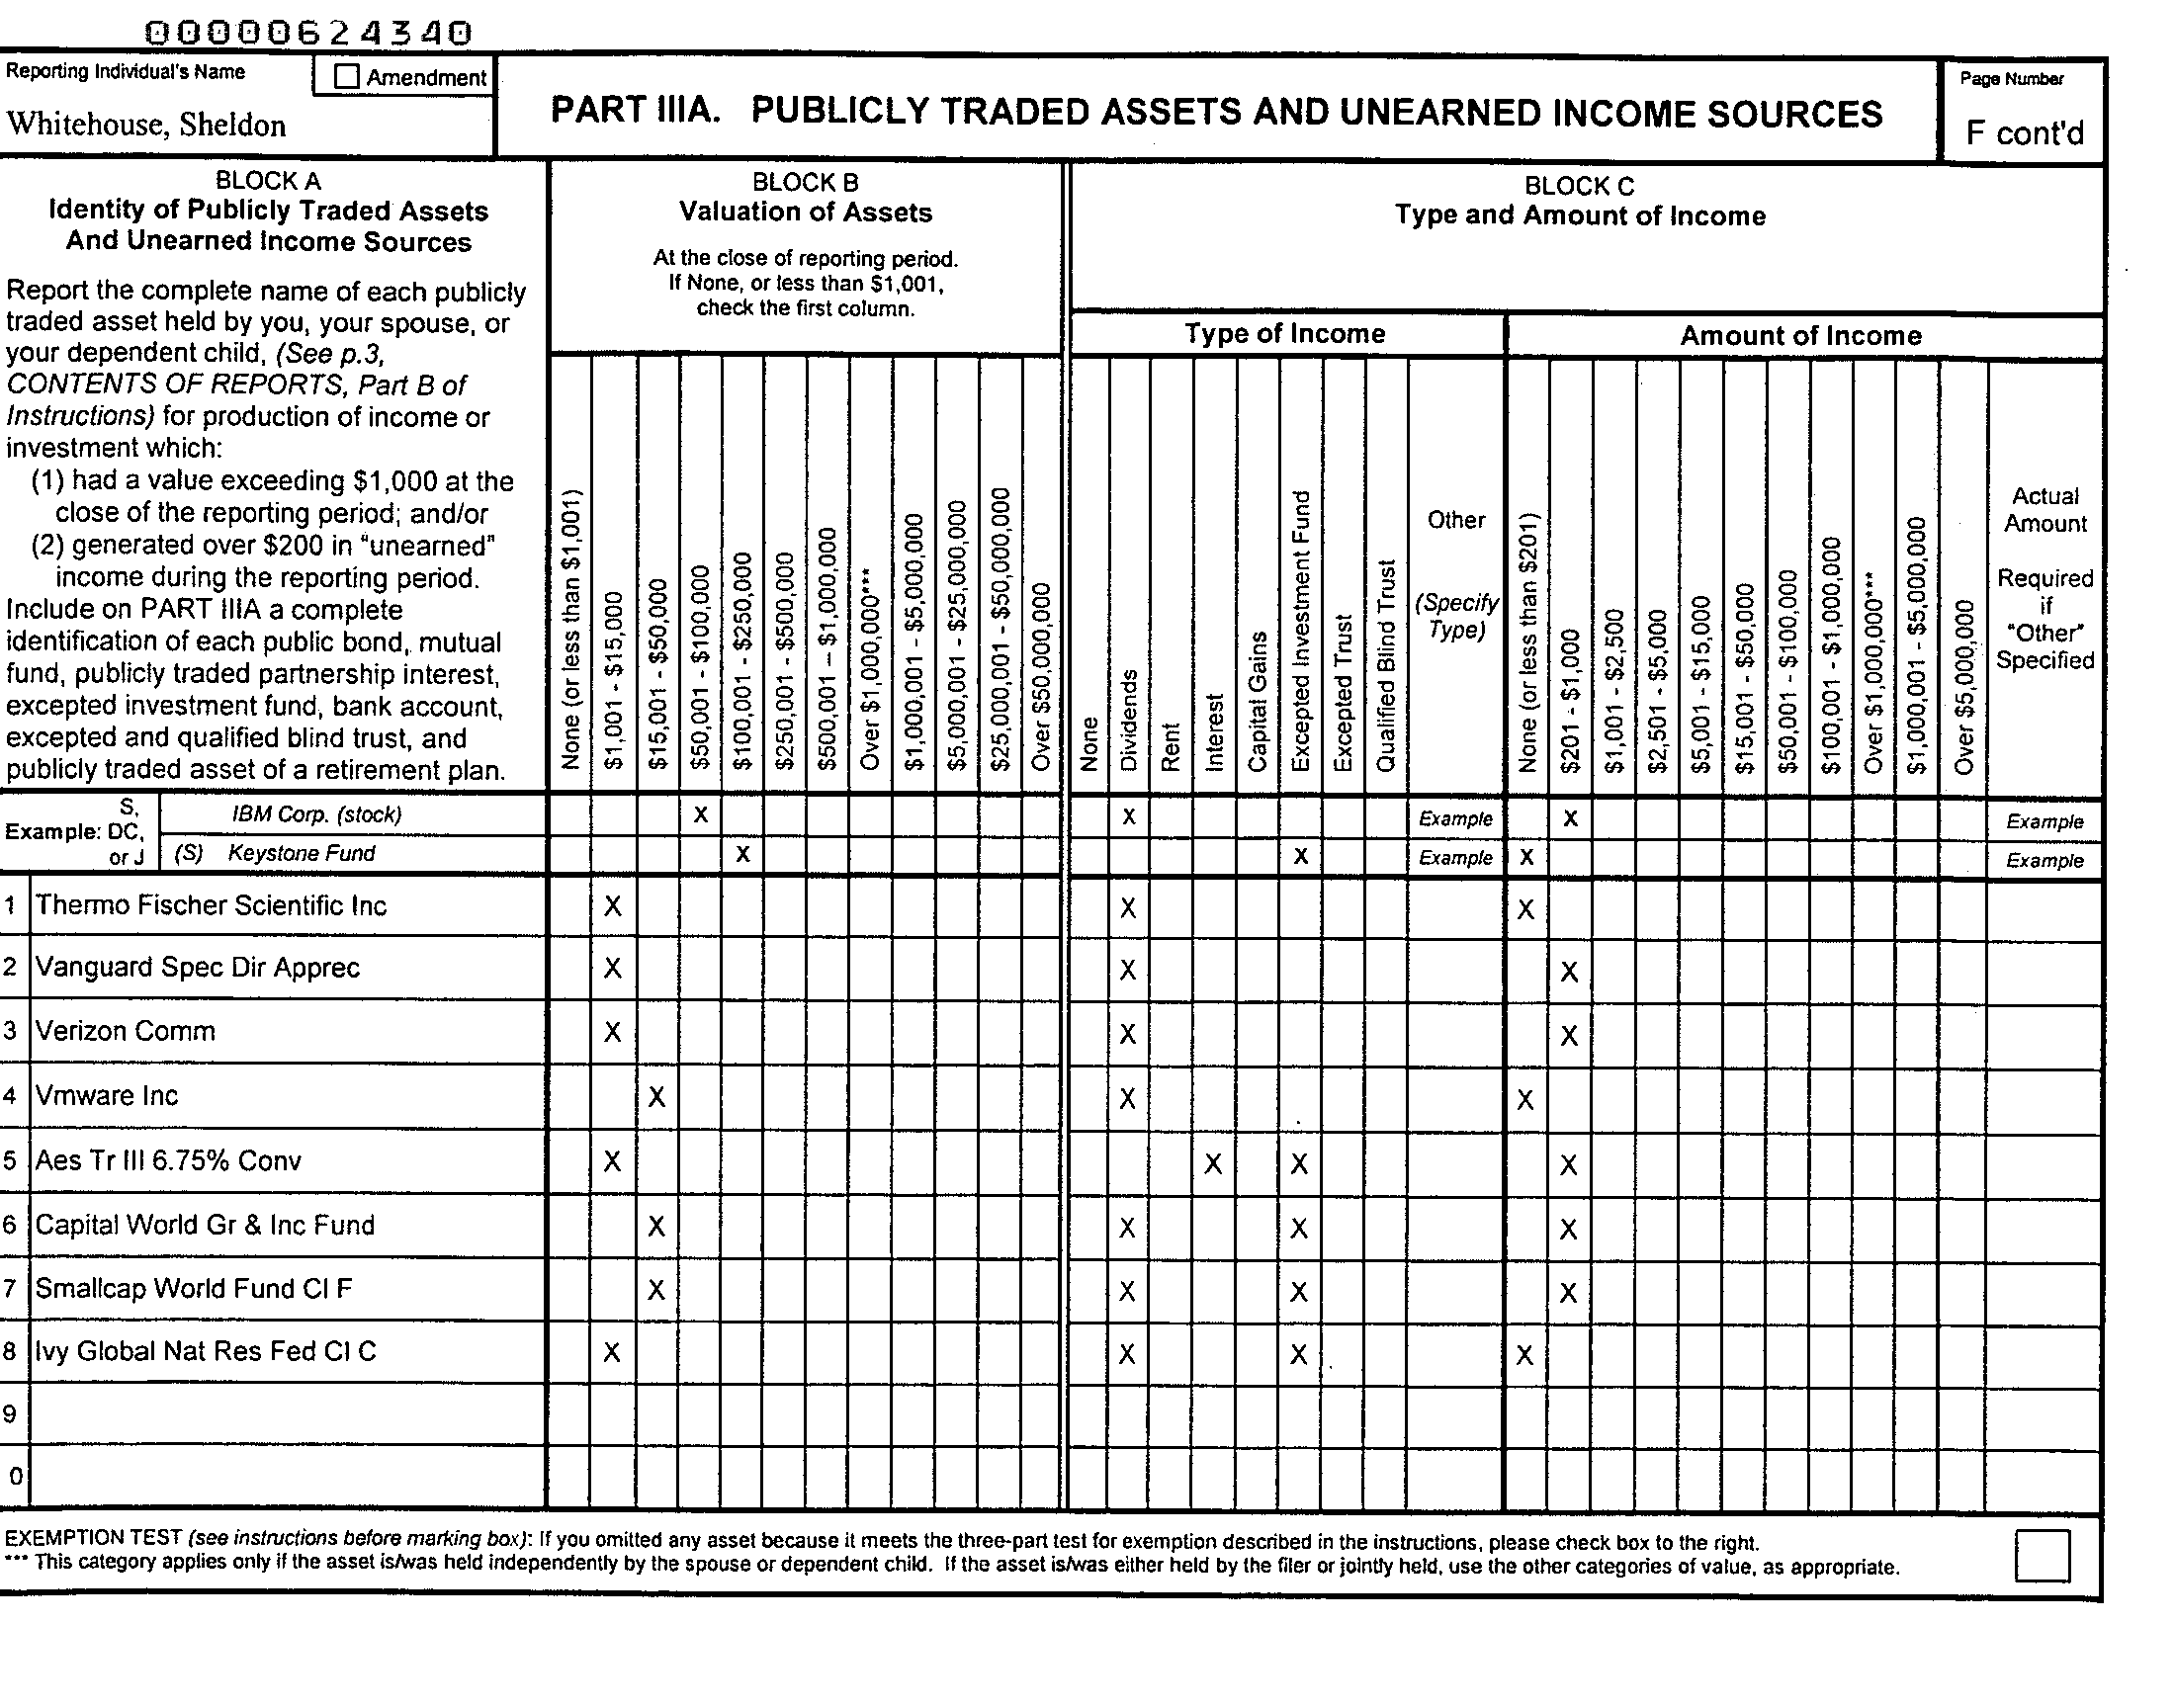 00000624340
Reporting Individual's Name
Amendment
Whitehouse, Sheldon
PART IIIA. PUBLICLY TRADED ASSETS AND UNEARNED INCOME SOURCES
Page Number
F cont'd
BLOCK A
Identity of Publicly Traded Assets
And Unearned Income Sources
Report the complete name of each publicly
traded asset held by you, your spouse, or
your dependent child, (See p.3,
CONTENTS OF REPORTS, Part B of
Instructions) for production of income or
investment which:
(1) had a value exceeding $1,000 at the
close of the reporting period; and/or
(2) generated over $200 in "unearned"
income during the reporting period.
Include on PART IIIA a complete
identification of each public bond, mutual
fund, publicly traded partnership interest,
excepted investment fund, bank account,
excepted and qualified blind trust, and
publicly traded asset of a retirement plan.
BLOCK B
Valuation of Assets
At the close of reporting period.
If None, or less than $1,001,
check the first column.
None (or less than $1,001)
$1,001 - $15,000
$15,001 - $50,000
$50,001 - $100,000
$100,001 - $250,000
$250,001 - $500,000
$500,001 – $1,000,000
Over $1,000,000***
$1,000,001 - $5,000,000
$5,000,001 - $25,000,000
$25,000,001 - $50,000,000
Over $50,000,000
BLOCK C
Type and Amount of Income
Type of Income
None
Dividends
Rent
Interest
Capital Gains
Excepted Investment Fund
Excepted Trust
Qualified Blind Trust
Other
(Specify
Type)
Amount of Income
None (or less than $201)
$201 - $1,000
$1,001 - $2,500
$2,501 - $5,000
$5,001 - $15,000
$15,001 - $50,000
$50,001 - $100,000
$100,001 - $1,000,000
Over $1,000,000***
$1,000,001 - $5,000,000
Over $5,000,000
Actual
Amount
Required
if
"Other"
Specified
Example: S, DC, or J
IBM Corp. (stock) X X Example X Example
(S) Keystone Fund X X Example X Example
1 Thermo Fischer Scientific Inc X X X
2 Vanguard Spec Dir Apprec X X X
3 Verizon Comm X X X
4 Vmware Inc X X X
5 Aes Tr III 6.75% Conv X X X X
6 Capital World Gr & Inc Fund X X X X
7 Smallcap World Fund Cl F X X X X
8 Ivy Global Nat Res Fed Cl C X X X X
9
0
EXEMPTION TEST (see instructions before marking box): If you omitted any asset because it meets the three-part test for exemption described in the instructions, please check box to the right.
*** This category applies only if the asset is/was held independently by the spouse or dependent child. If the asset is/was either held by the filer or jointly held, use the other categories of value, as appropriate.